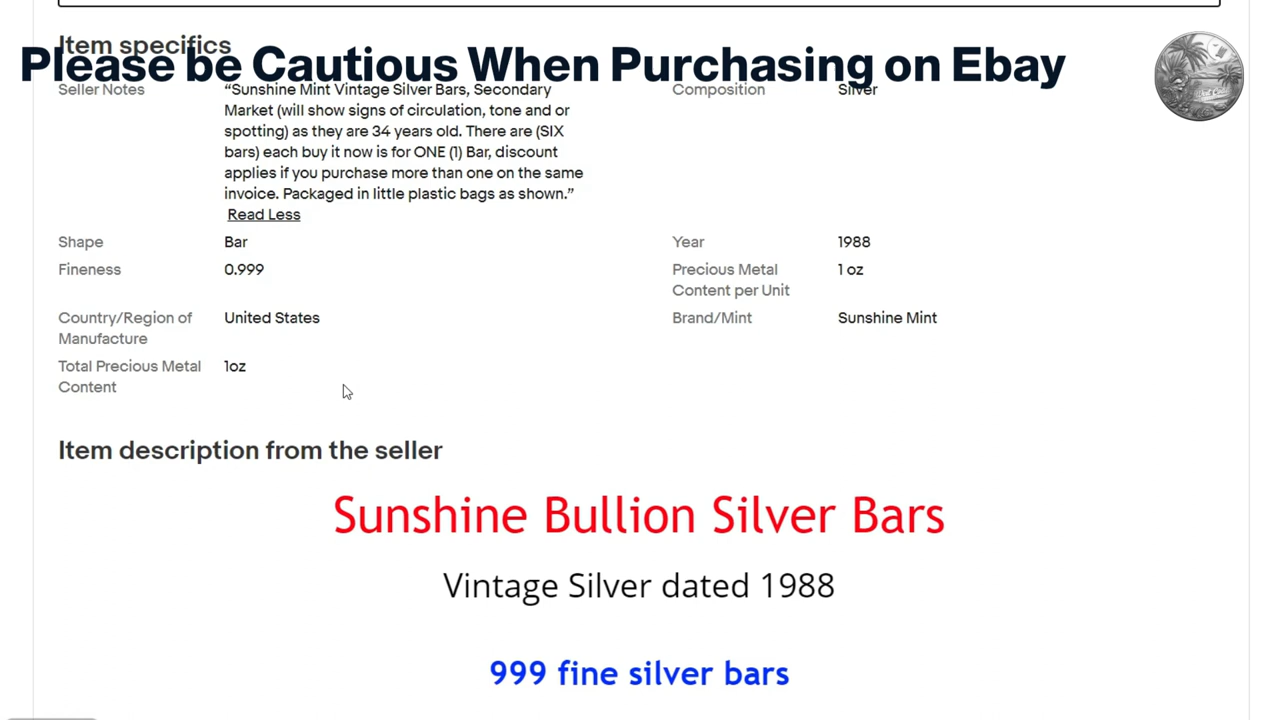 Item specifics
Please be Cautious When Purchasing on Ebay
Seller Notes
“Sunshine Mint Vintage Silver Bars, Secondary
Market (will show signs of circulation, tone and or
spotting) as they are 34 years old. There are (SIX
bars) each buy it now is for ONE (1) Bar, discount
applies if you purchase more than one on the same
invoice. Packaged in little plastic bags as shown.”
Read Less
Composition
Silver
Shape
Bar
Year
1988
Fineness
0.999
Precious Metal
Content per Unit
1 oz
Country/Region of
Manufacture
United States
Brand/Mint
Sunshine Mint
Total Precious Metal
Content
1oz
Item description from the seller
Sunshine Bullion Silver Bars
Vintage Silver dated 1988
999 fine silver bars